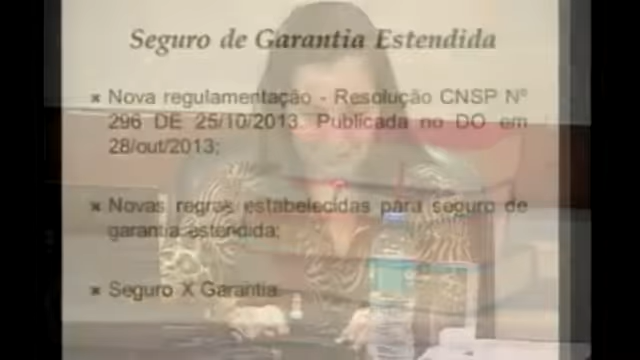 Seguro de Garantia Estendida
Nova regulamentação - Resolução CNSP Nº
296 DE 25/10/2013. Publicada no DO em
28/out/2013;
Novas regras estabelecidas para seguro de
garantia estendida;
Seguro X Garantia.